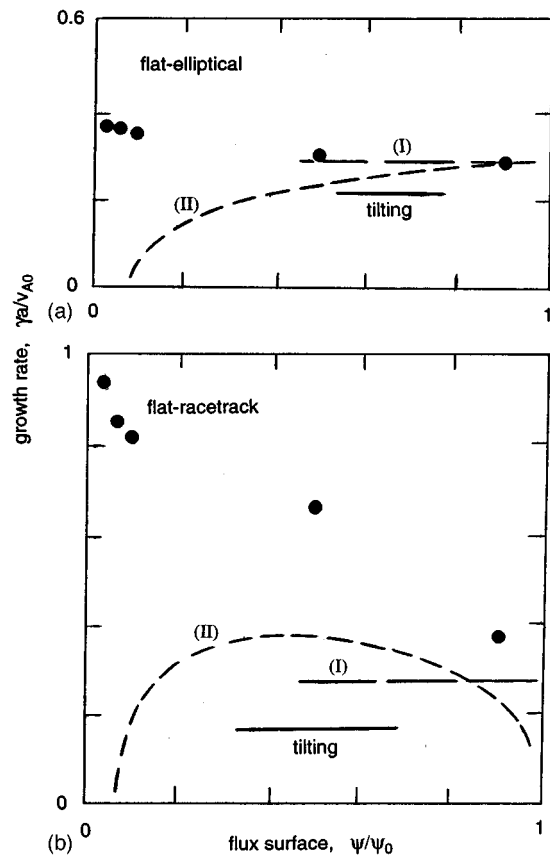 0.6
flat-elliptical
(I)
(II)
tilting
0
(a)
0
1
growth rate, γa/vA0
1
flat-racetrack
(II)
(I)
tilting
0
(b)
0
1
flux surface, ψ/ψ0